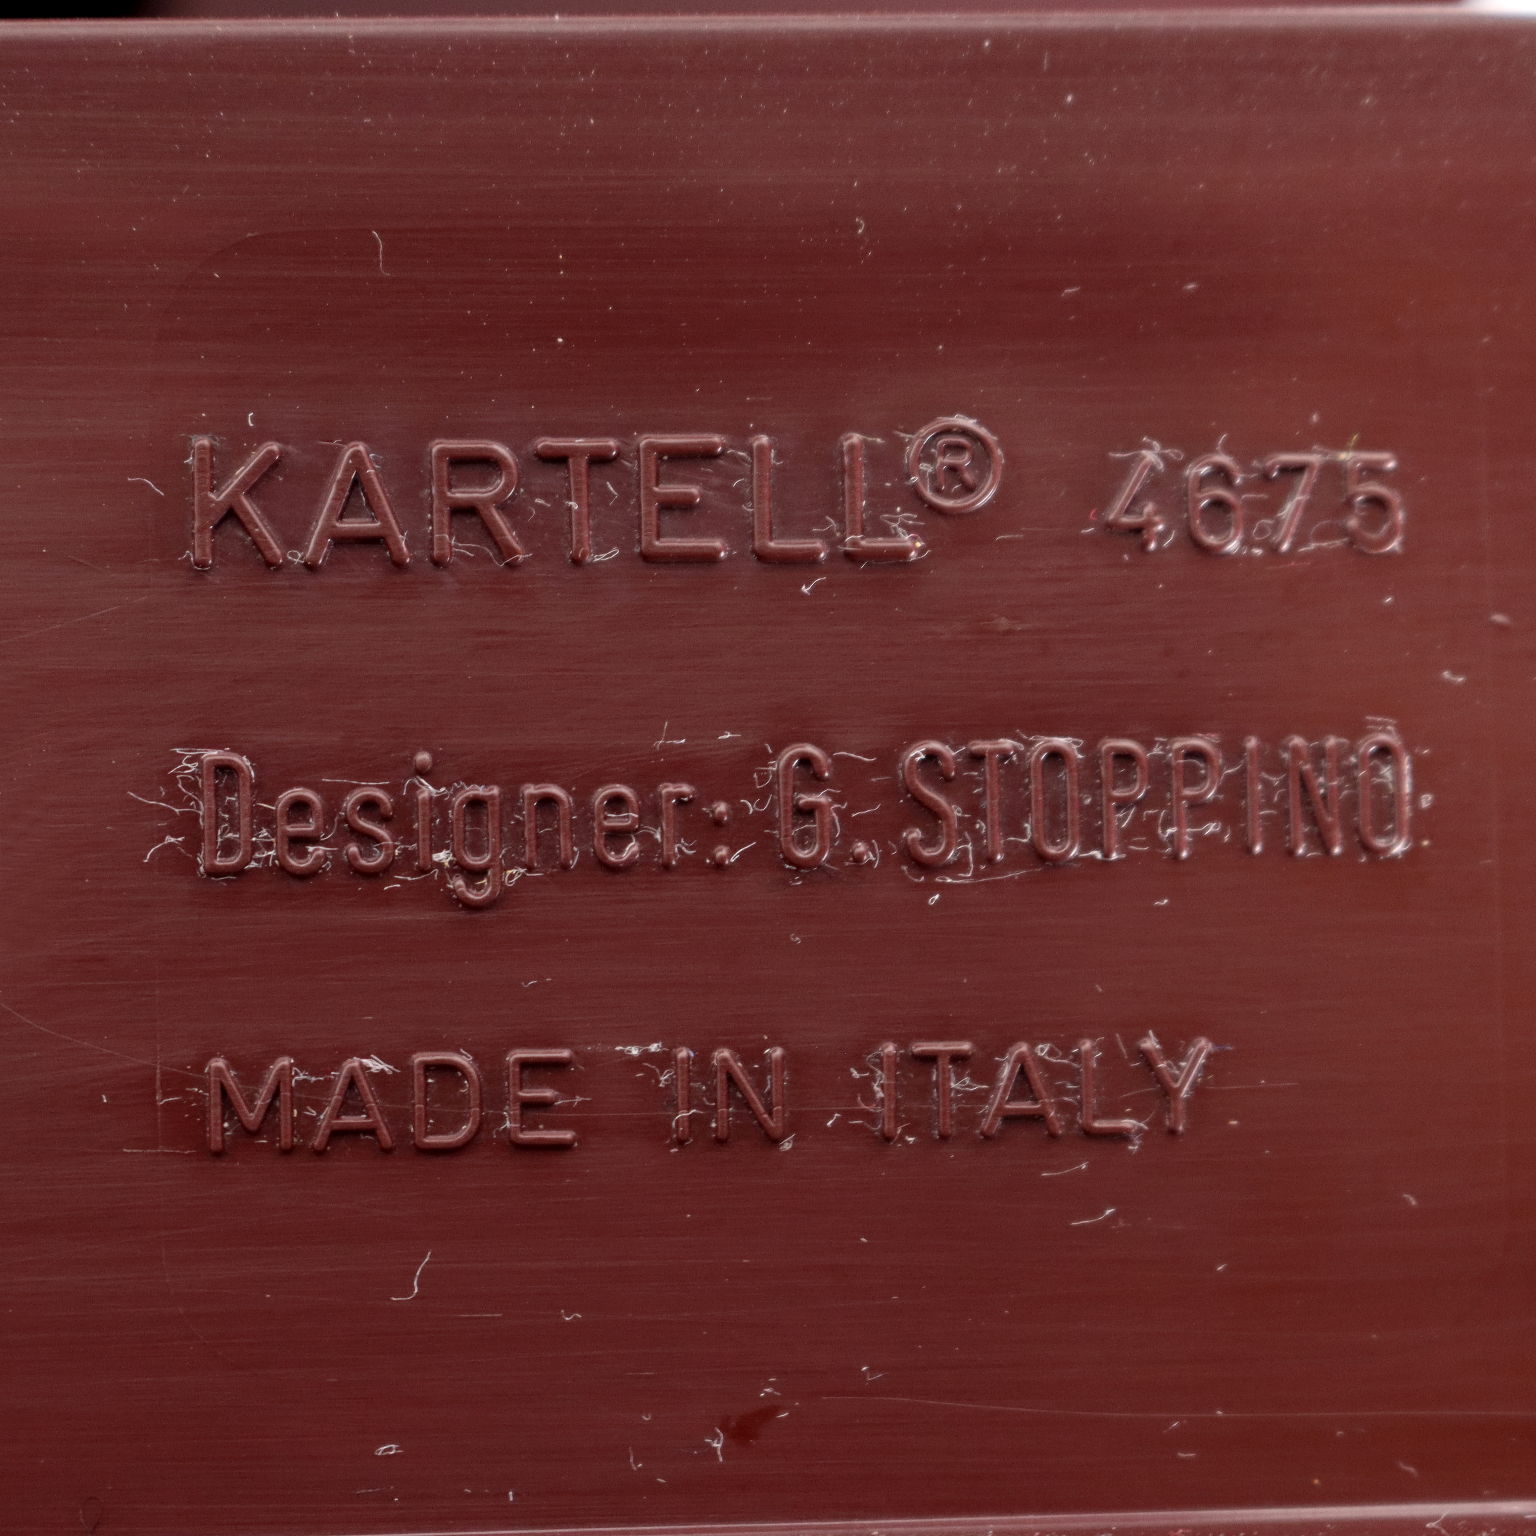 KARTELL® 4675
Designer: G. STOPPINO
MADE IN ITALY